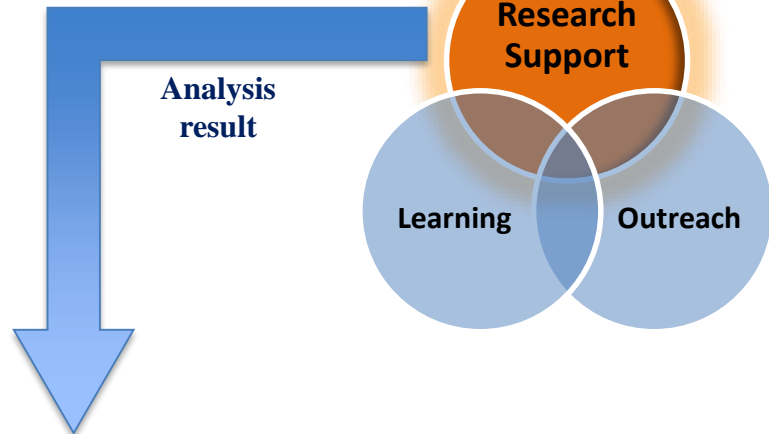 Research
Support
Analysis
result
Learning
Outreach